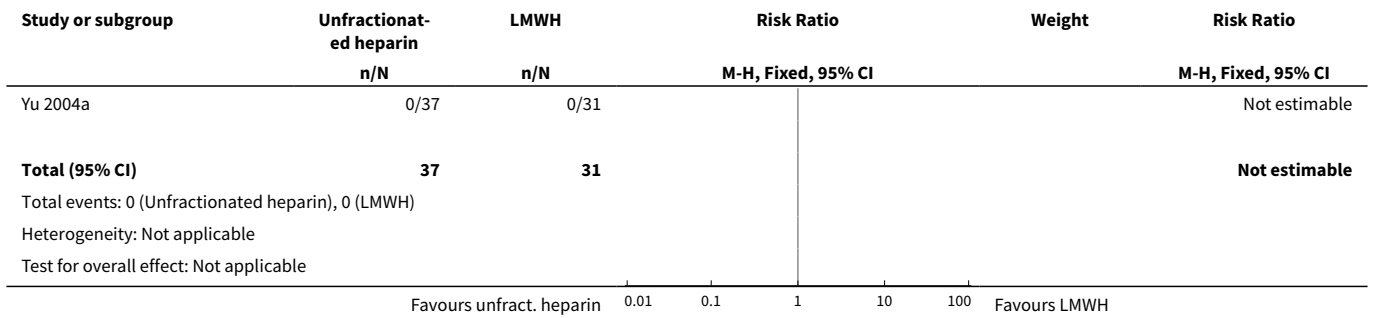 Study or subgroup Unfractionat- LMWH Risk Ratio Weight Risk Ratio
ed heparin
n/N n/N M-H, Fixed, 95% CI M-H, Fixed, 95% CI
Yu 2004a 0/37 0/31 Not estimable
Total (95% CI) 37 31 Not estimable
Total events: 0 (Unfractionated heparin), 0 (LMWH)
Heterogeneity: Not applicable
Test for overall effect: Not applicable
Favours unfract. heparin 0.01 0.1 1 10 100 Favours LMWH